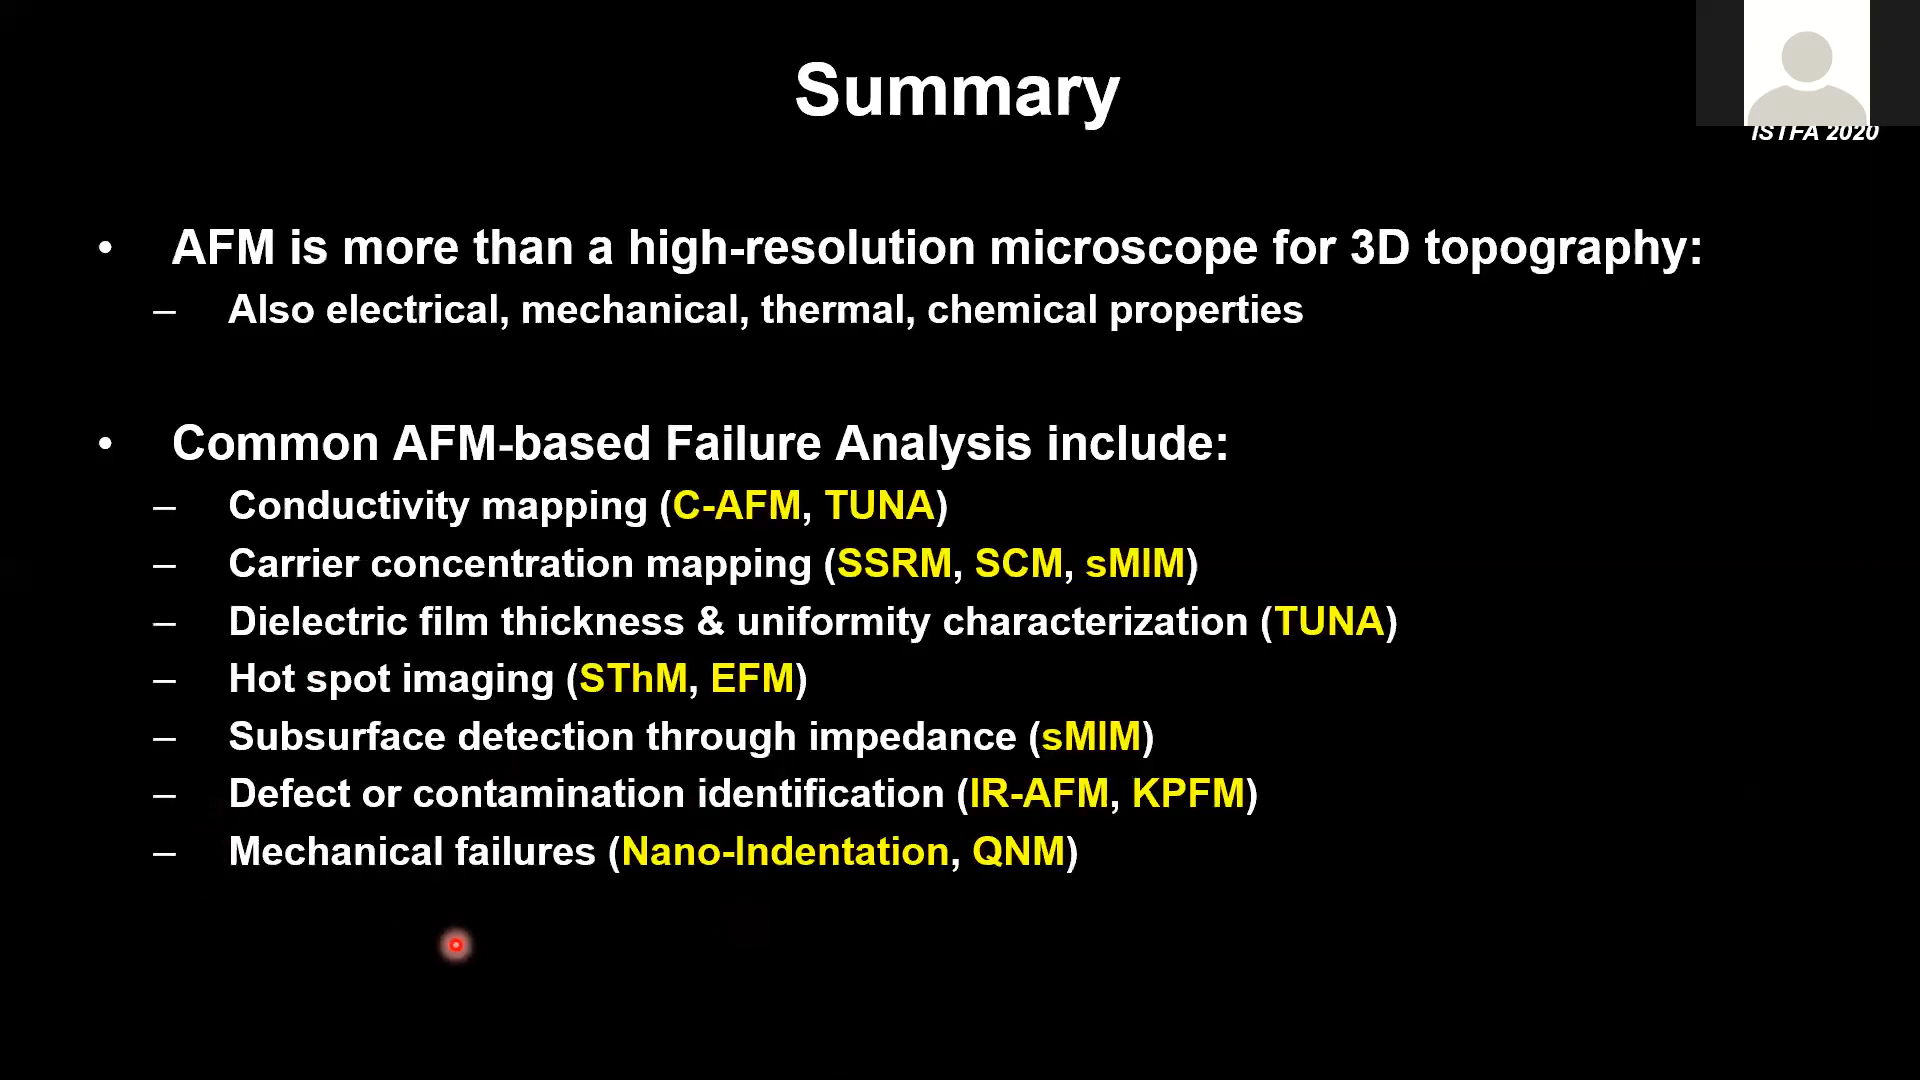 Summary
ISTFA 2020
• AFM is more than a high-resolution microscope for 3D topography:
– Also electrical, mechanical, thermal, chemical properties
• Common AFM-based Failure Analysis include:
– Conductivity mapping (C-AFM, TUNA)
– Carrier concentration mapping (SSRM, SCM, sMIM)
– Dielectric film thickness & uniformity characterization (TUNA)
– Hot spot imaging (SThM, EFM)
– Subsurface detection through impedance (sMIM)
– Defect or contamination identification (IR-AFM, KPFM)
– Mechanical failures (Nano-Indentation, QNM)